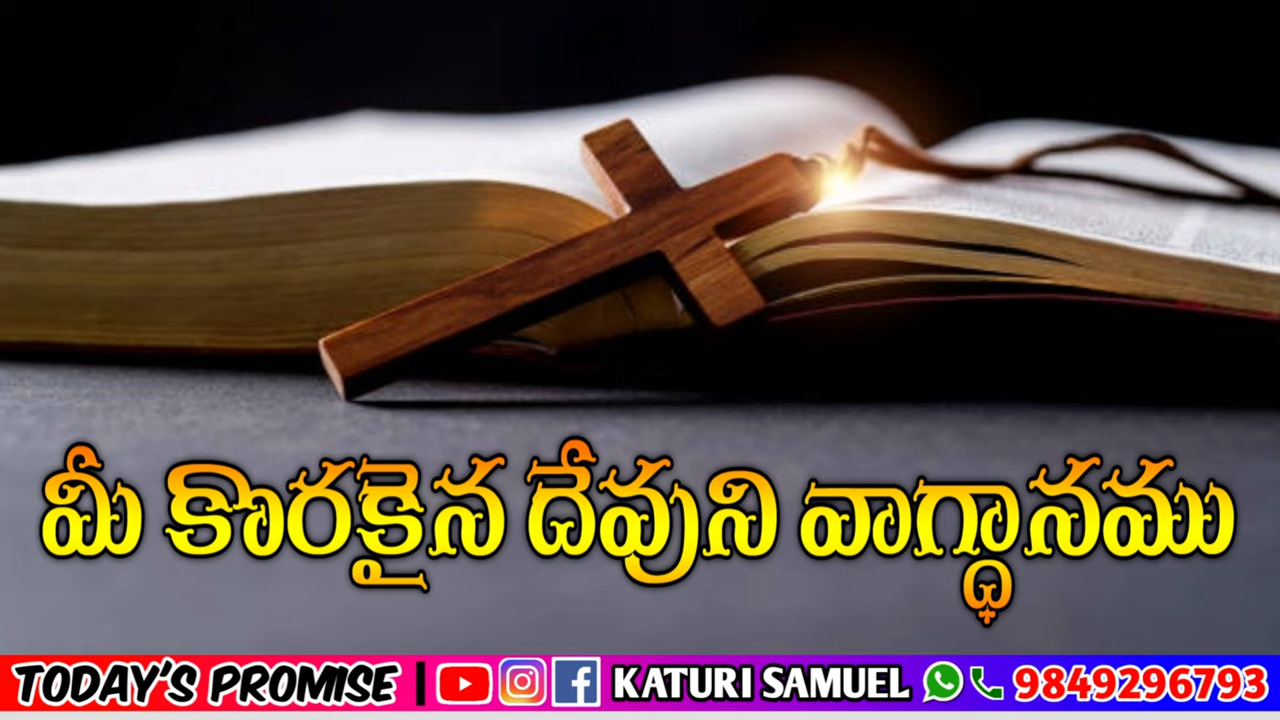 మీ కొరకైన దేవుని వాగ్ధానము
TODAY'S PROMISE | KATURI SAMUEL 9849296793